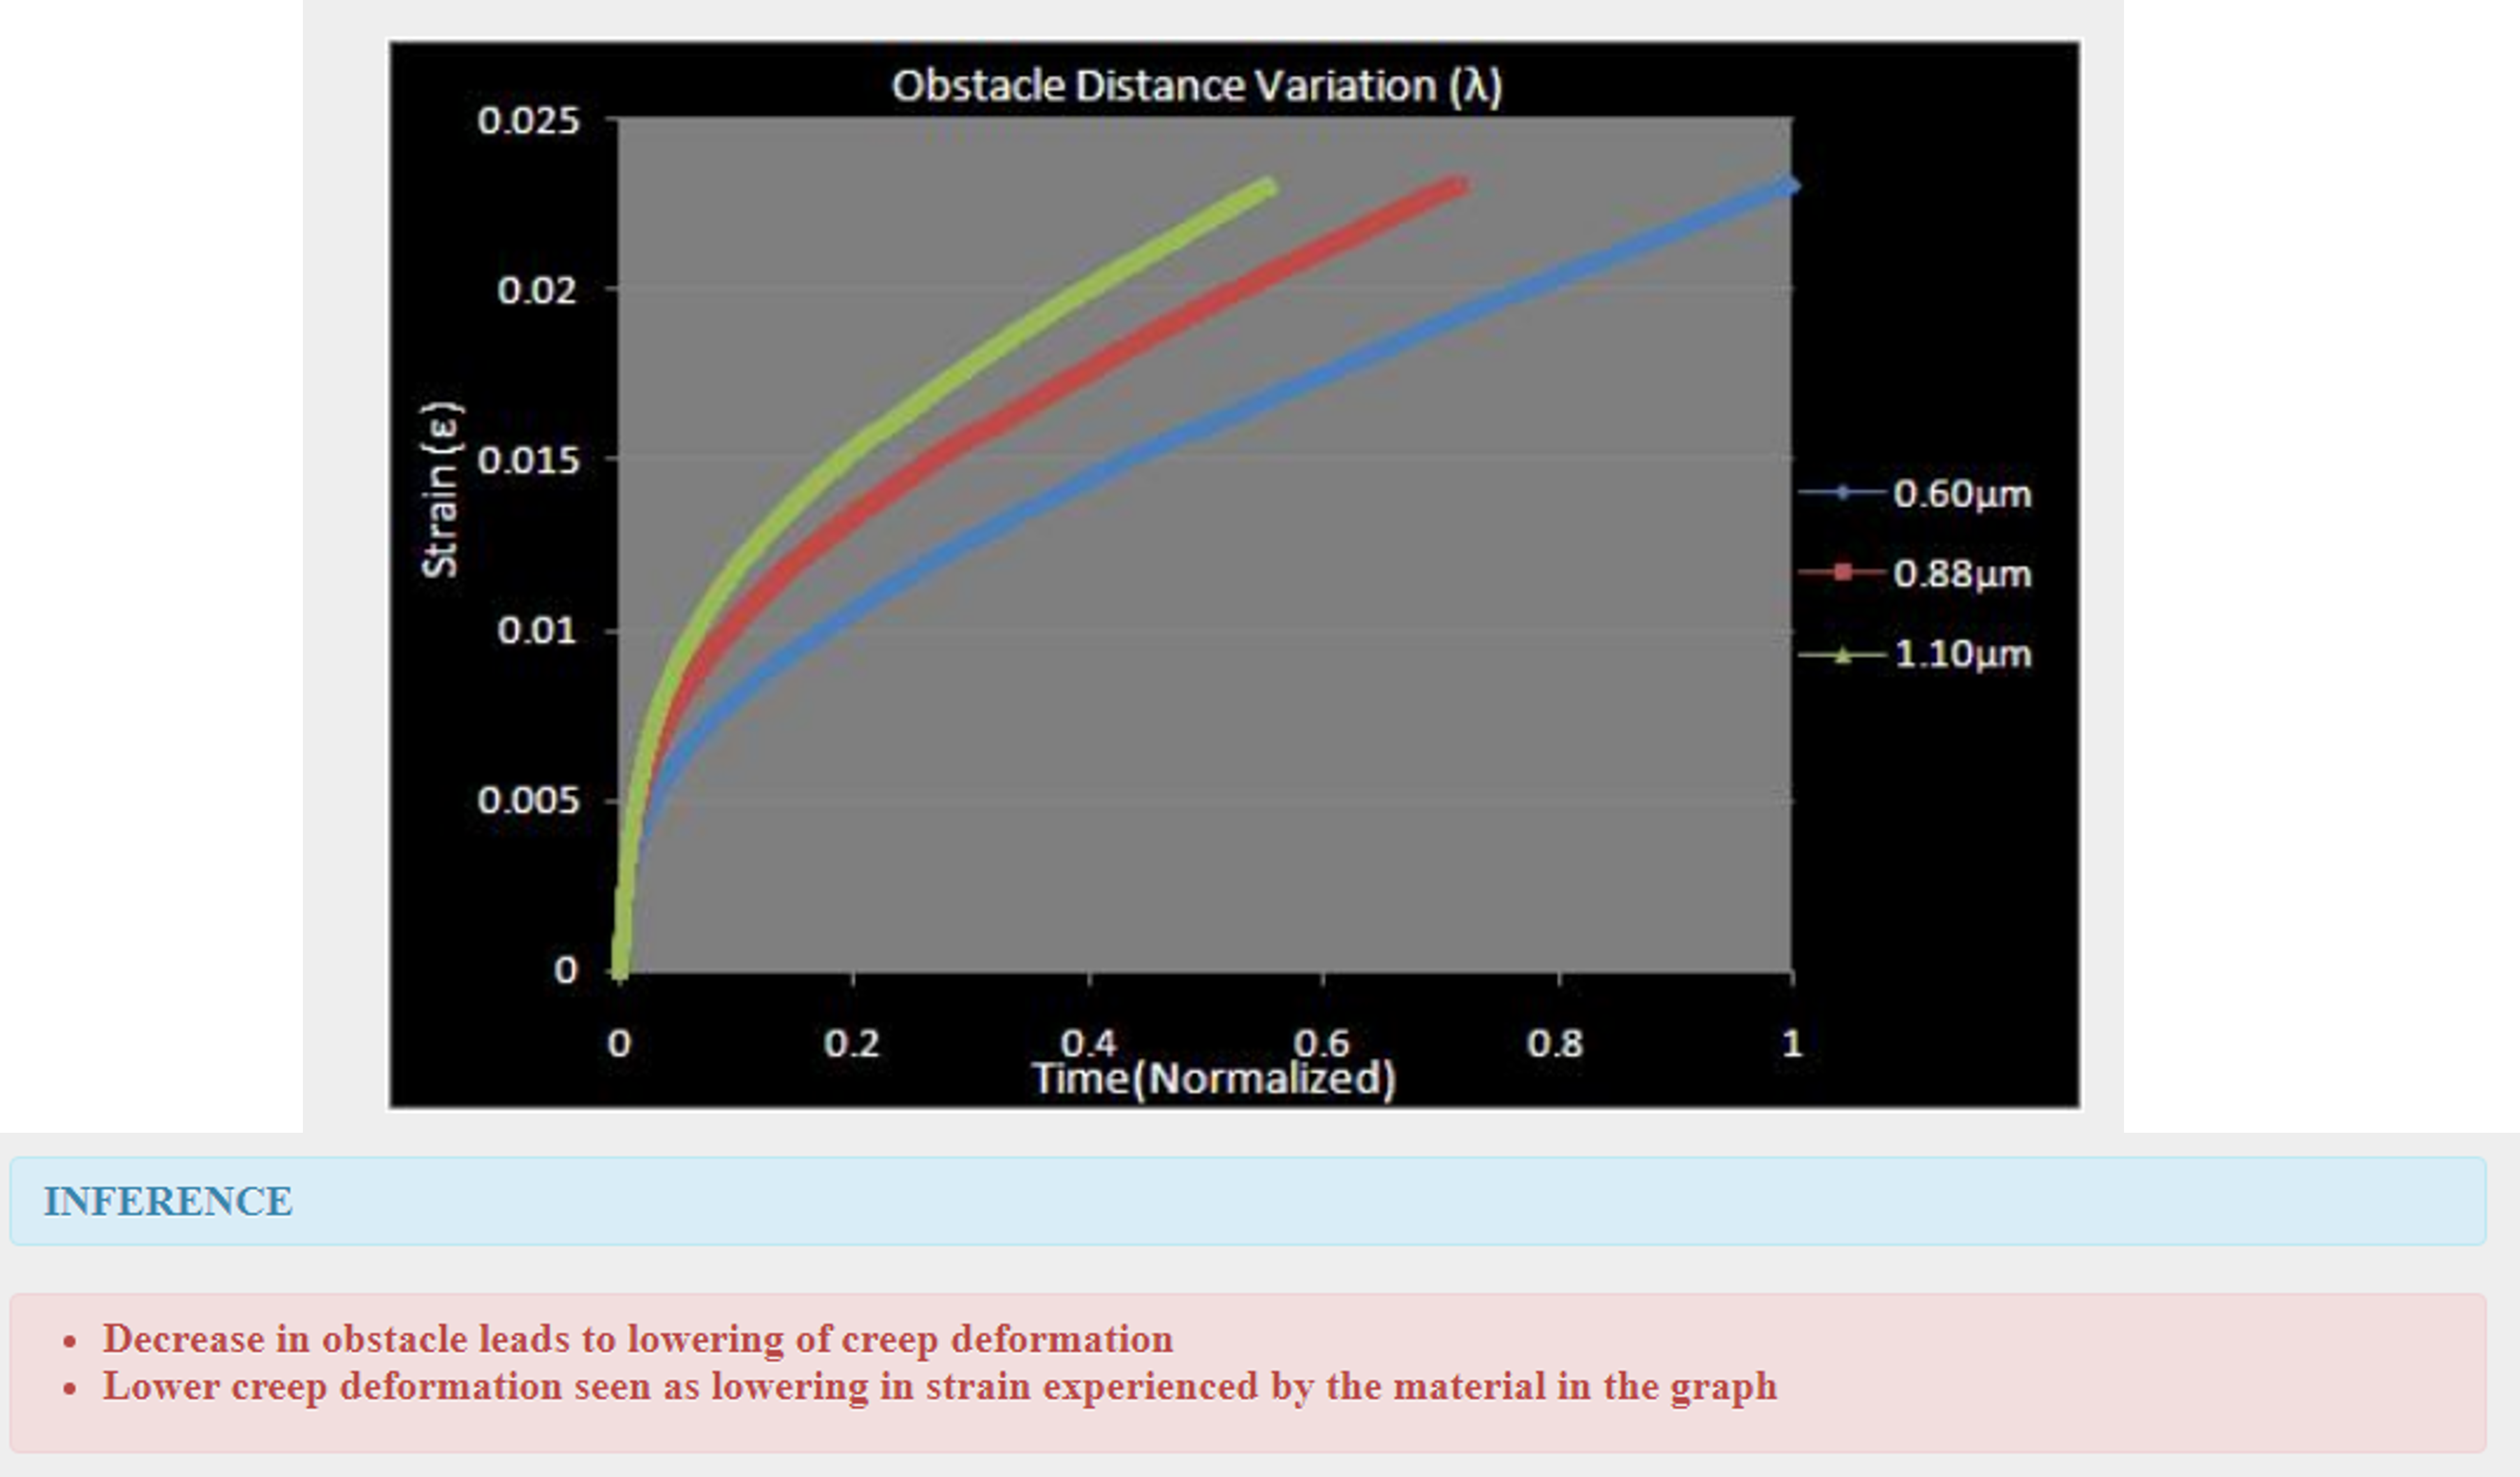 Obstacle Distance Variation (λ)
0.025
0.02
0.015
0.01
0.005
0
Strain(ε)
0 0.2 0.4 0.6 0.8 1
Time(Normalized)
0.60μm
0.88μm
1.10μm
INFERENCE
• Decrease in obstacle leads to lowering of creep deformation
• Lower creep deformation seen as lowering in strain experienced by the material in the graph